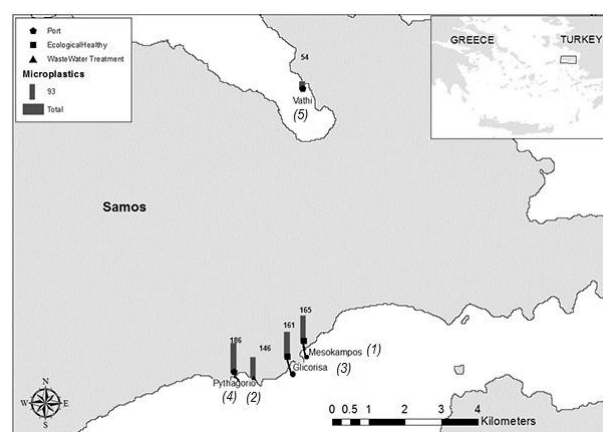 Port
EcologicalHealthy
WasteWater Treatment
Microplastics
93
Total
GREECE TURKEY
54
Vathi
(5)
Samos
165
161
186 146
Mesokampos (1)
Glicorisa (3)
Pythagorio
(4) (2)
N
W E
S
0 0.5 1 2 3 4
Kilometers